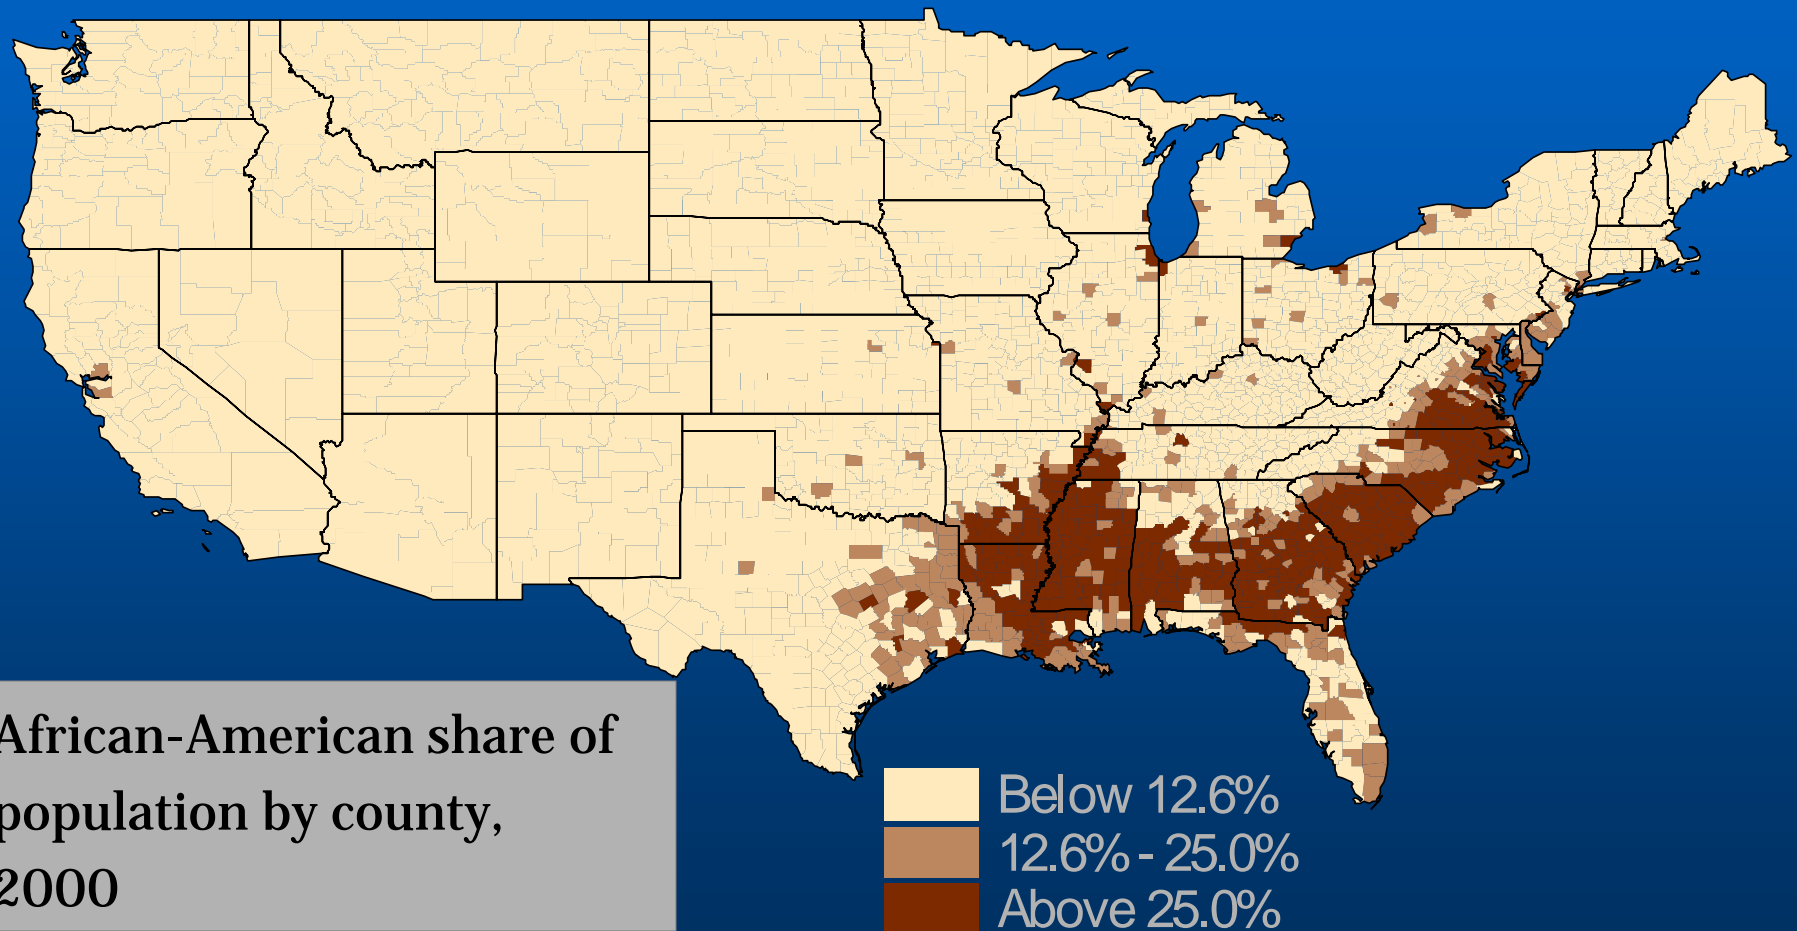 African-American share of
population by county,
2000
Below 12.6%
12.6% - 25.0%
Above 25.0%